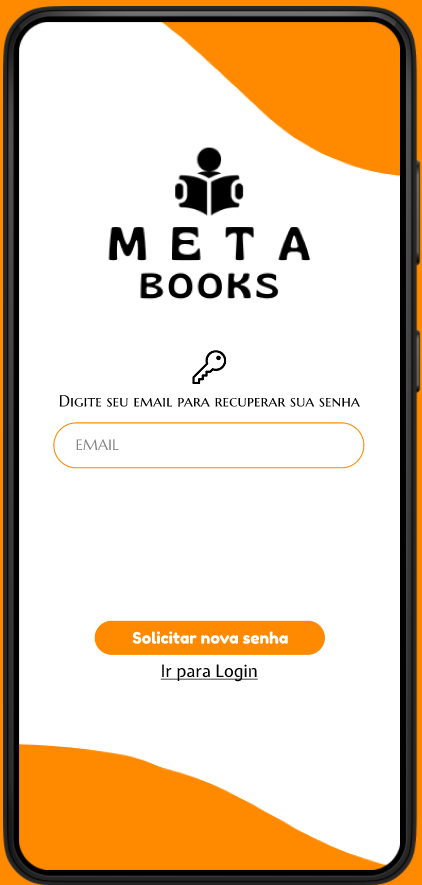 META
BOOKS
Digite seu email para recuperar sua senha
EMAIL
Solicitar nova senha
Ir para Login